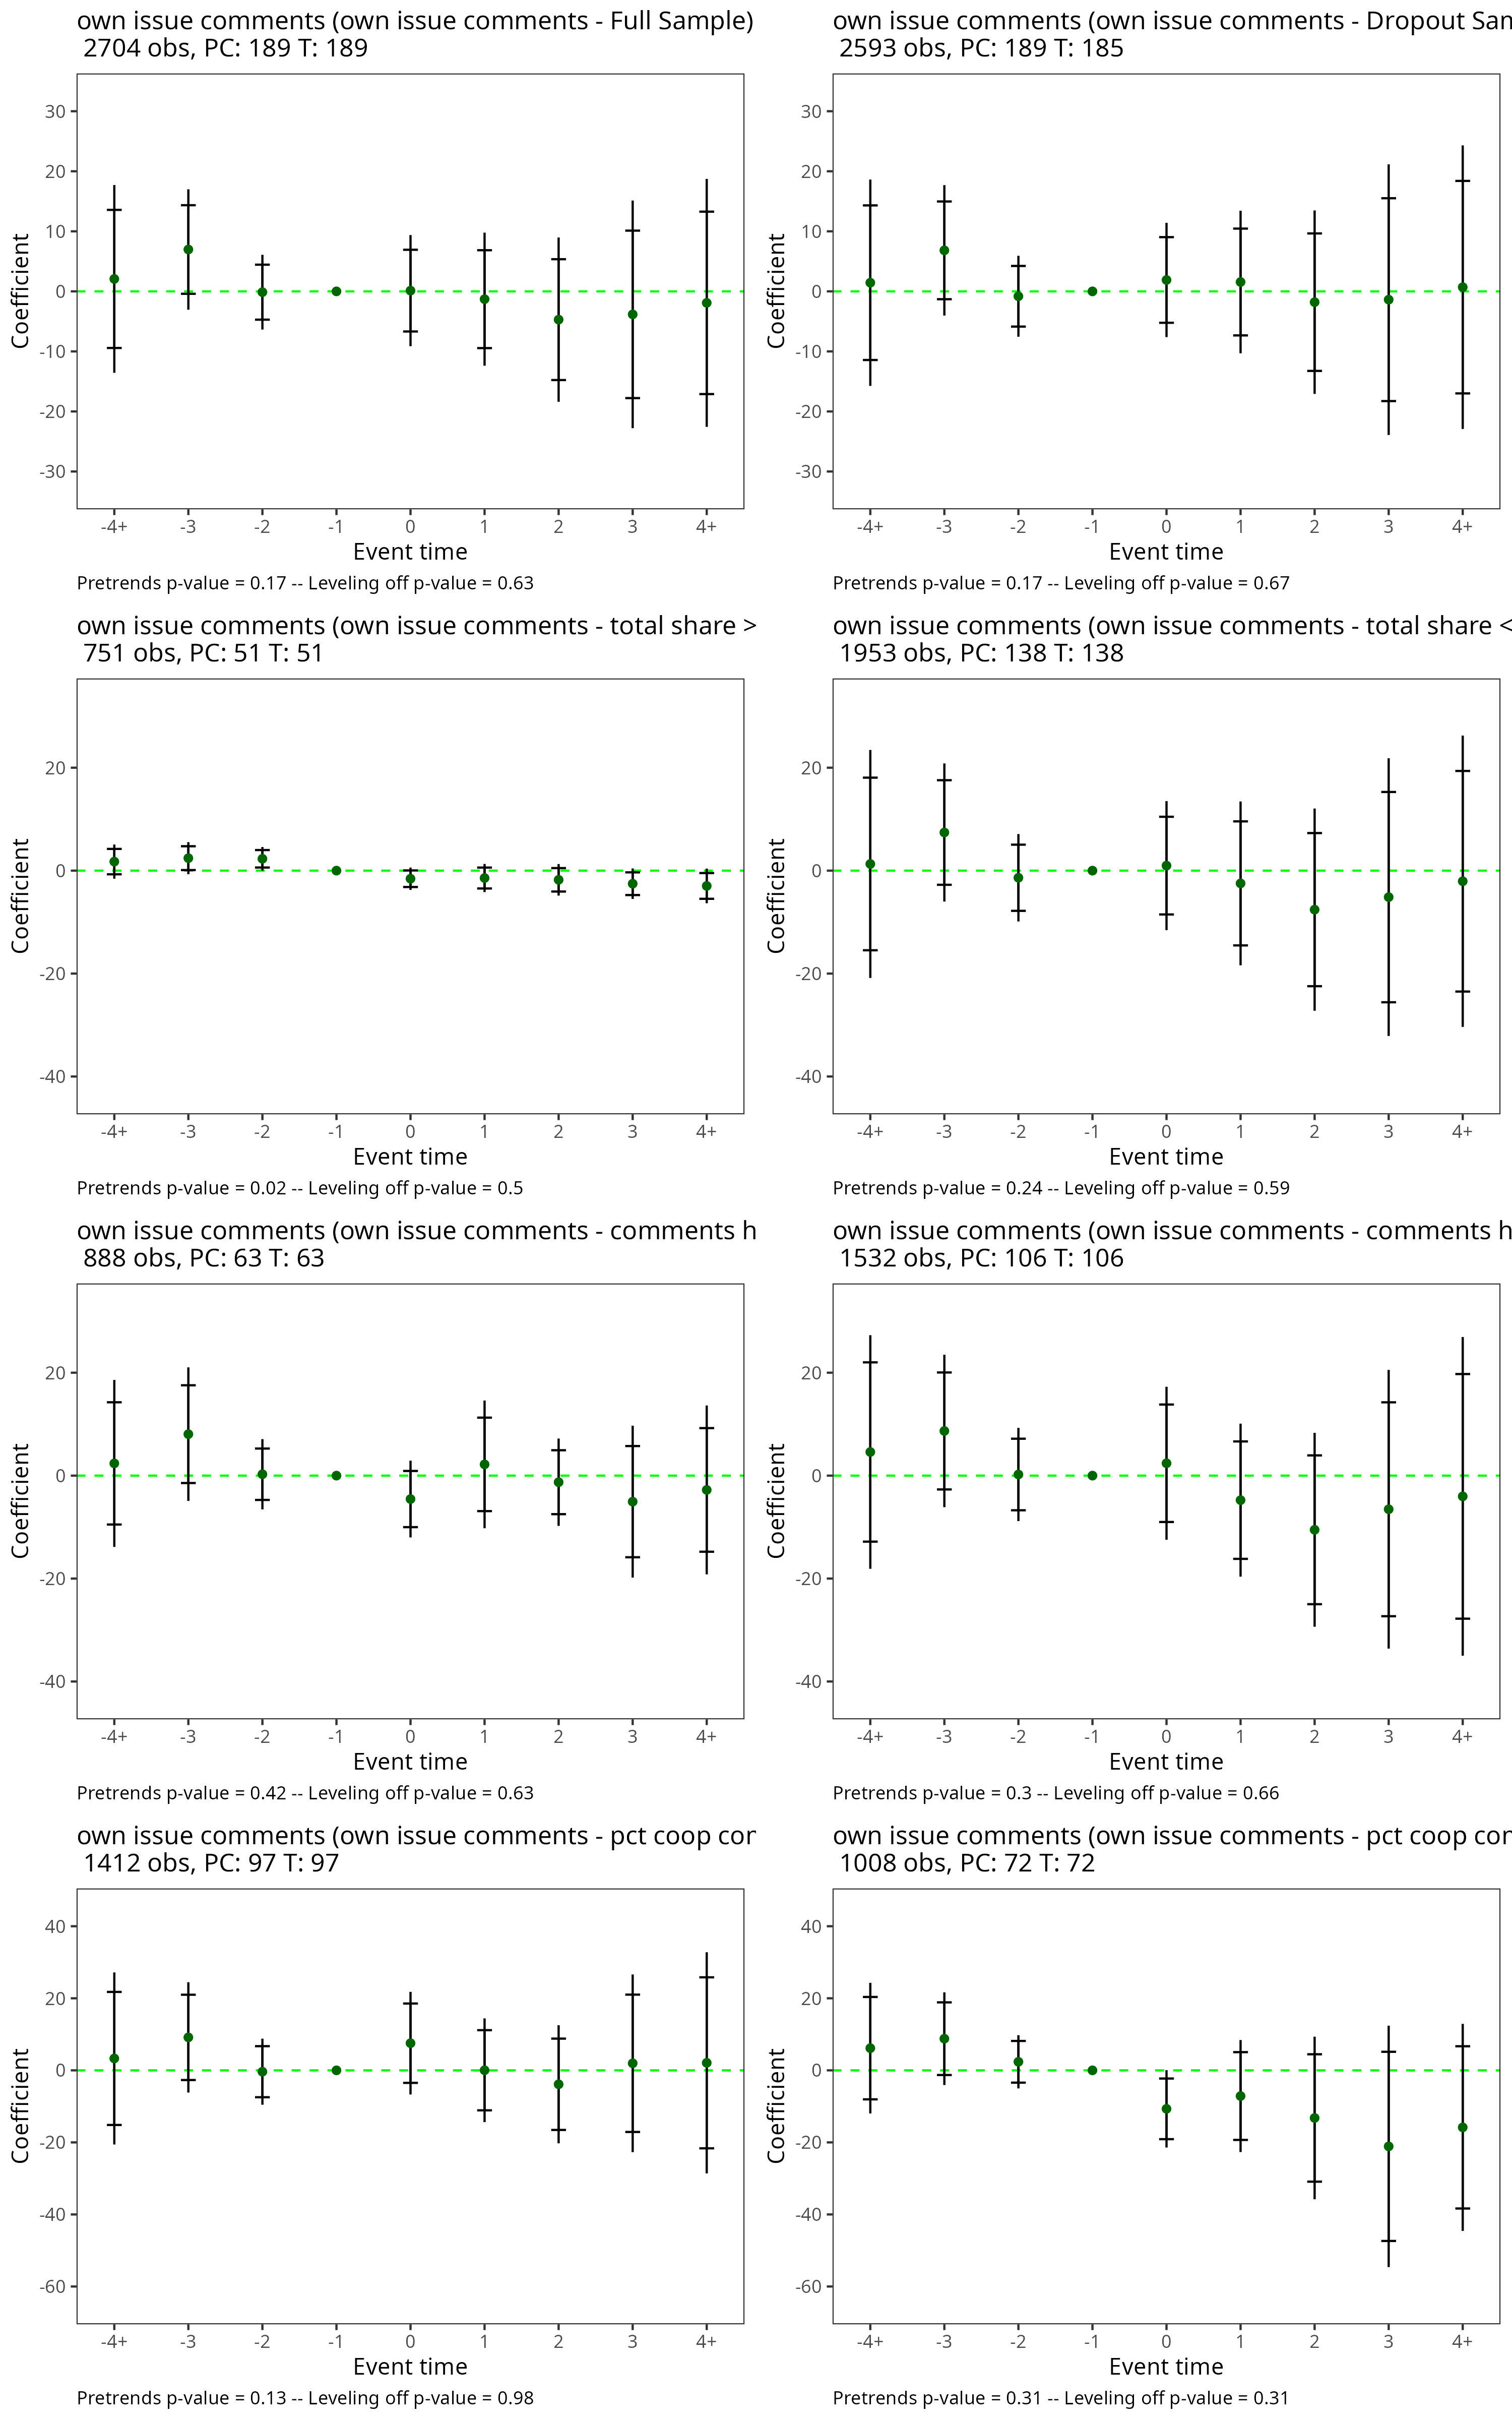 own issue comments (own issue comments - Full Sample)
2704 obs, PC: 189 T: 189
30
20
10
0
-10
-20
-30
Coefficient
-4+ -3 -2 -1 0 1 2 3 4+
Event time
Pretrends p-value = 0.17 -- Leveling off p-value = 0.63
own issue comments (own issue comments - Dropout San
2593 obs, PC: 189 T: 185
30
20
10
0
-10
-20
-30
Coefficient
-4+ -3 -2 -1 0 1 2 3 4+
Event time
Pretrends p-value = 0.17 -- Leveling off p-value = 0.67
own issue comments (own issue comments - total share >
751 obs, PC: 51 T: 51
20
0
-20
-40
Coefficient
-4+ -3 -2 -1 0 1 2 3 4+
Event time
Pretrends p-value = 0.02 -- Leveling off p-value = 0.5
own issue comments (own issue comments - total share <
1953 obs, PC: 138 T: 138
20
0
-20
-40
Coefficient
-4+ -3 -2 -1 0 1 2 3 4+
Event time
Pretrends p-value = 0.24 -- Leveling off p-value = 0.59
own issue comments (own issue comments - comments h
888 obs, PC: 63 T: 63
20
0
-20
-40
Coefficient
-4+ -3 -2 -1 0 1 2 3 4+
Event time
Pretrends p-value = 0.42 -- Leveling off p-value = 0.63
own issue comments (own issue comments - comments h
1532 obs, PC: 106 T: 106
20
0
-20
-40
Coefficient
-4+ -3 -2 -1 0 1 2 3 4+
Event time
Pretrends p-value = 0.3 -- Leveling off p-value = 0.66
own issue comments (own issue comments - pct coop cor
1412 obs, PC: 97 T: 97
40
20
0
-20
-40
-60
Coefficient
-4+ -3 -2 -1 0 1 2 3 4+
Event time
Pretrends p-value = 0.13 -- Leveling off p-value = 0.98
own issue comments (own issue comments - pct coop cor
1008 obs, PC: 72 T: 72
40
20
0
-20
-40
-60
Coefficient
-4+ -3 -2 -1 0 1 2 3 4+
Event time
Pretrends p-value = 0.31 -- Leveling off p-value = 0.31